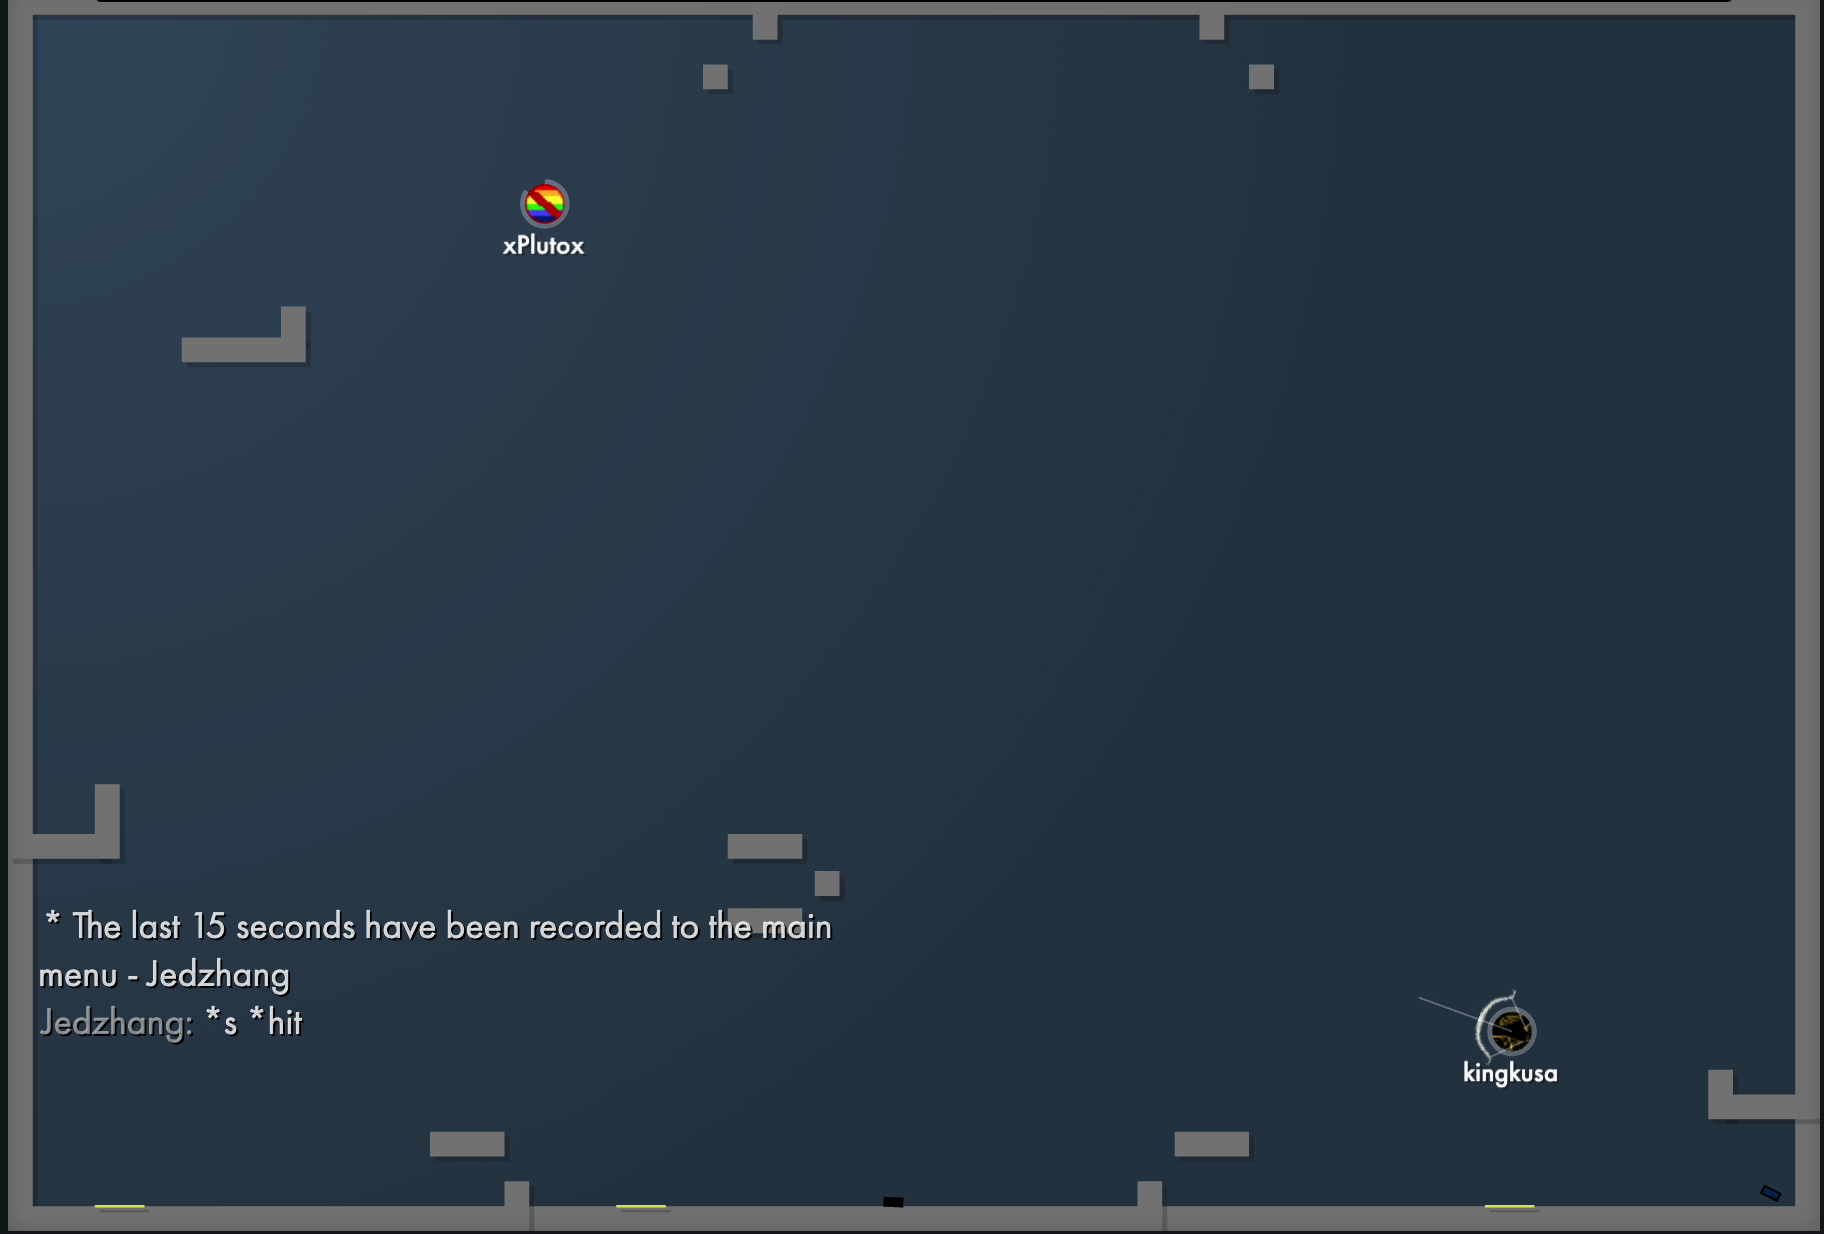 xPlutox
* The last 15 seconds have been recorded to the main
menu - Jedzhang
Jedzhang: *s *hit
kingkusa